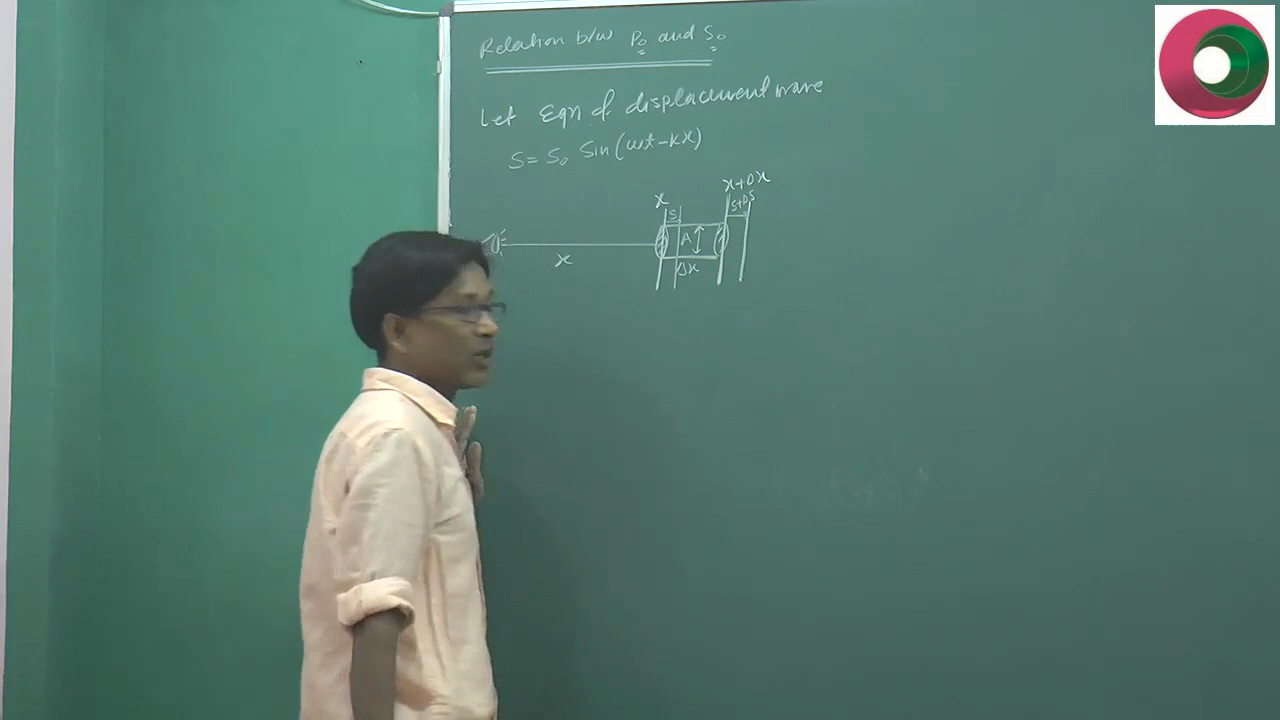 Relation b/w P₀ and S₀
Let Eqn of displacement wave
S = S₀ Sin(ωt-kx)
x x+Δx
S S+ΔS
A
x
Δx